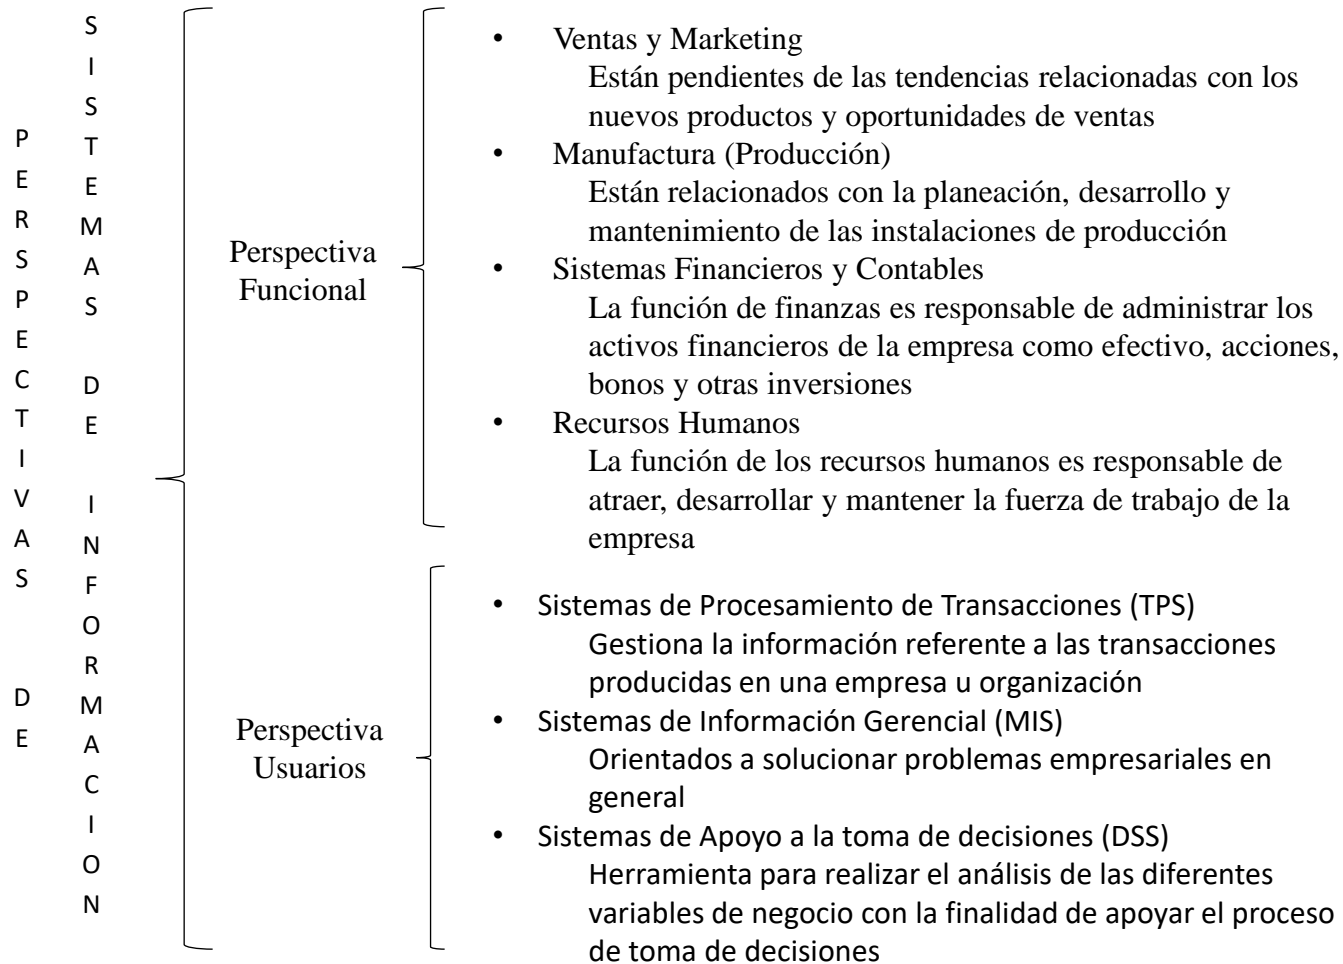 PERSPECTIVAS DE
SISTEMAS DE INFORMACION
Perspectiva
Funcional
• Ventas y Marketing
Están pendientes de las tendencias relacionadas con los
nuevos productos y oportunidades de ventas
• Manufactura (Producción)
Están relacionados con la planeación, desarrollo y
mantenimiento de las instalaciones de producción
• Sistemas Financieros y Contables
La función de finanzas es responsable de administrar los
activos financieros de la empresa como efectivo, acciones,
bonos y otras inversiones
• Recursos Humanos
La función de los recursos humanos es responsable de
atraer, desarrollar y mantener la fuerza de trabajo de la
empresa
Perspectiva
Usuarios
• Sistemas de Procesamiento de Transacciones (TPS)
Gestiona la información referente a las transacciones
producidas en una empresa u organización
• Sistemas de Información Gerencial (MIS)
Orientados a solucionar problemas empresariales en
general
• Sistemas de Apoyo a la toma de decisiones (DSS)
Herramienta para realizar el análisis de las diferentes
variables de negocio con la finalidad de apoyar el proceso
de toma de decisiones